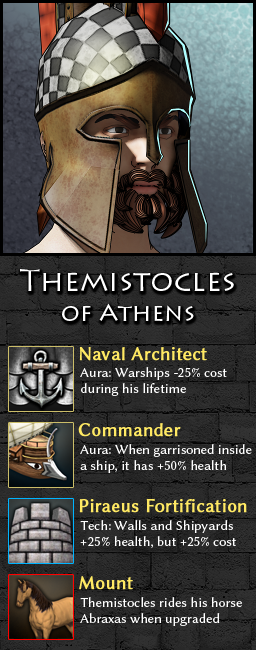 Themistocles
of Athens
Naval Architect
Aura: Warships -25% cost
during his lifetime
Commander
Aura: When garrisoned inside
a ship, it has +50% health
Piraeus Fortification
Tech: Walls and Shipyards
+25% health, but +25% cost
Mount
Themistocles rides his horse
Abraxas when upgraded